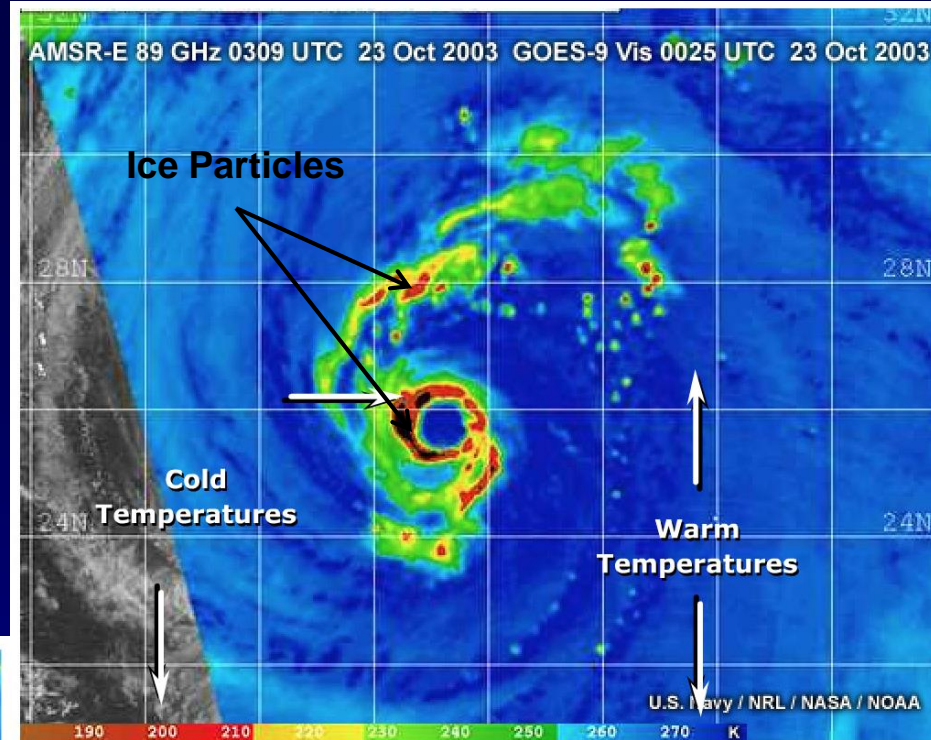 32N 32N
AMSR-E 89 GHz 0309 UTC 23 Oct 2003 GOES-9 Vis 0025 UTC 23 Oct 2003
Ice Particles
28N 28N
Cold
Temperatures
24N 24N
Warm
Temperatures
U.S. Navy / NRL / NASA / NOAA
190 200 210 220 230 240 250 260 270 K